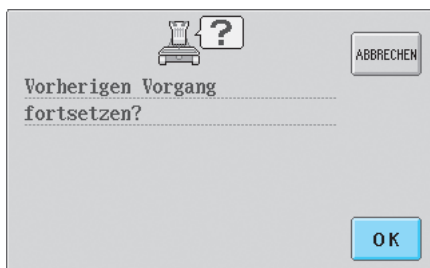 ?
ABBRECHEN
Vorherigen Vorgang
fortsetzen?
OK